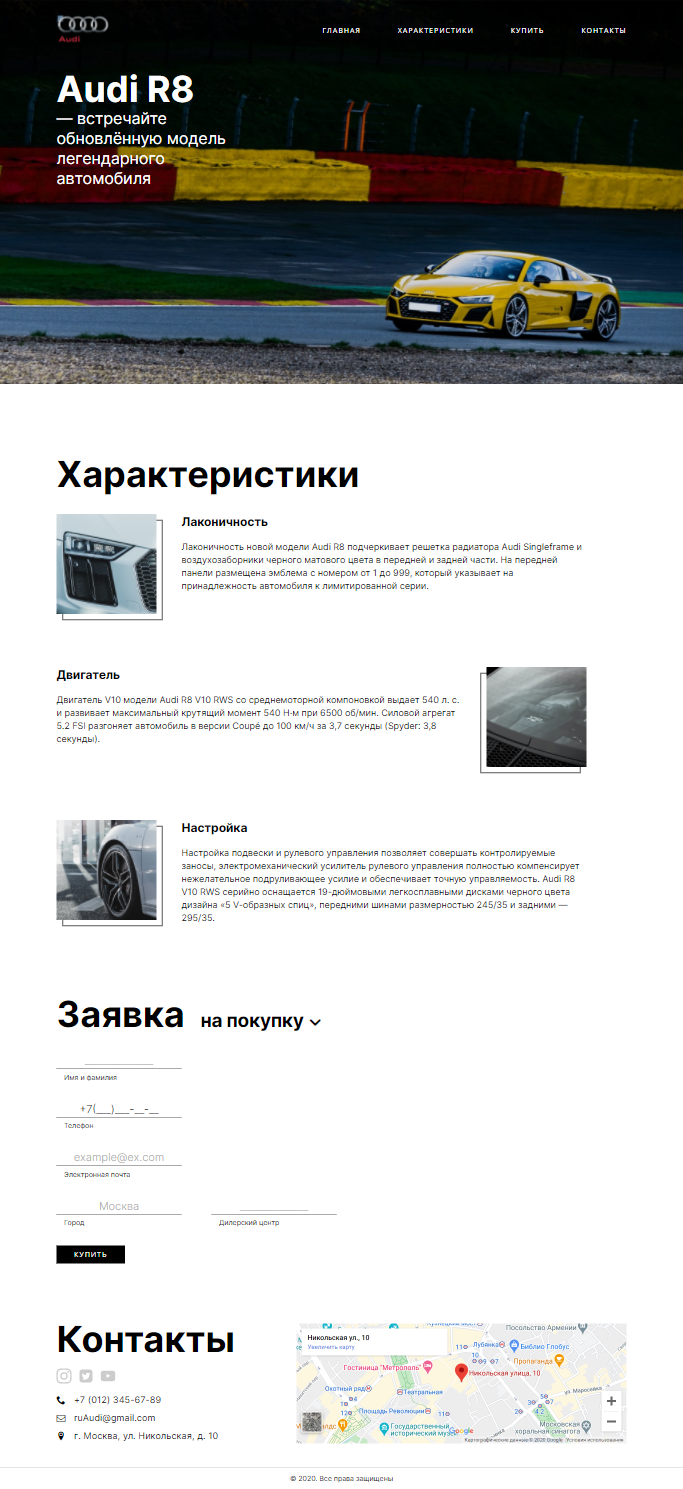 Audi
ГЛАВНАЯ
ХАРАКТЕРИСТИКИ
КУПИТЬ
КОНТАКТЫ
Audi R8
— встречайте
обновлённую модель
легендарного
автомобиля
Характеристики
Лаконичность
Лаконичность новой модели Audi R8 подчеркивает решетка радиатора Audi Singleframe и
воздухозаборники черного матового цвета в передней и задней части. На передней
панели размещена эмблема с номером от 1 до 999, который указывает на
принадлежность автомобиля к лимитированной серии.
Двигатель
Двигатель V10 модели Audi R8 V10 RWS со среднемоторной компоновкой выдает 540 л. с.
и развивает максимальный крутящий момент 540 Н·м при 6500 об/мин. Силовой агрегат
5.2 FSI разгоняет автомобиль в версии Coupé до 100 км/ч за 3,7 секунды (Spyder: 3,8
секунды).
Настройка
Настройка подвески и рулевого управления позволяет совершать контролируемые
заносы, электромеханический усилитель рулевого управления полностью компенсирует
нежелательное подруливающее усилие и обеспечивает точную управляемость. Audi R8
V10 RWS серийно оснащается 19-дюймовыми легкосплавными дисками черного цвета
дизайна «5 V-образных спиц», передними шинами размерностью 245/35 и задними —
295/35.
Заявка на покупку
Имя и фамилия
+7(___)___-__-__
Телефон
example@ex.com
Электронная почта
Москва
Город
Дилерский центр
КУПИТЬ
Контакты
+7 (012) 345-67-89
ruAudi@gmail.com
г. Москва, ул. Никольская, д. 10
Никольская ул., 10
Увеличить карту
Посольство Армении
Лубянка
Библио Глобус
Гостиница "Метрополь"
Пропаганда
Никольская улица, 10
Охотный ряд
Театральная
ул. Маросейка
Площадь Революции
Государственный
исторический музей
Московская
хоральная синагога
Google
Картографические данные © 2020 Google
Условия использования
© 2020. Все права защищены